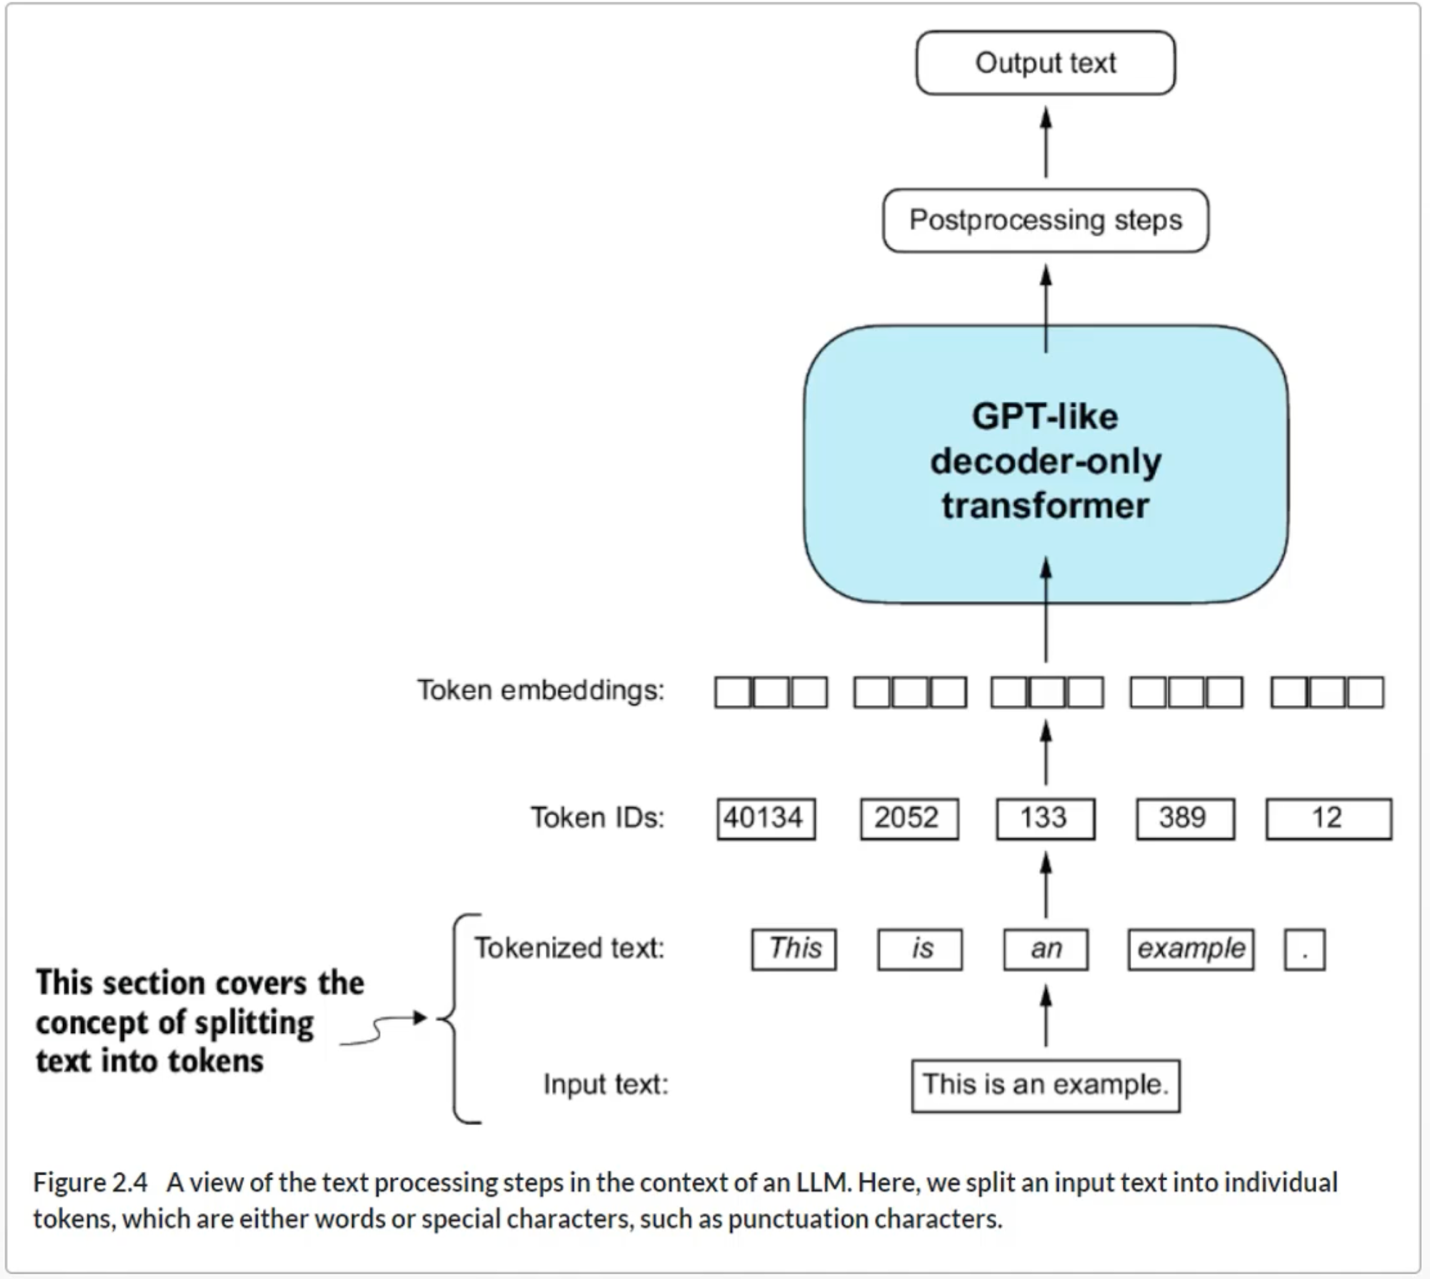 Output text
Postprocessing steps
GPT-like
decoder-only
transformer
Token embeddings:
Token IDs: 40134 2052 133 389 12
Tokenized text: This is an example .
This section covers the
concept of splitting
text into tokens
Input text: This is an example.
Figure 2.4 A view of the text processing steps in the context of an LLM. Here, we split an input text into individual
tokens, which are either words or special characters, such as punctuation characters.